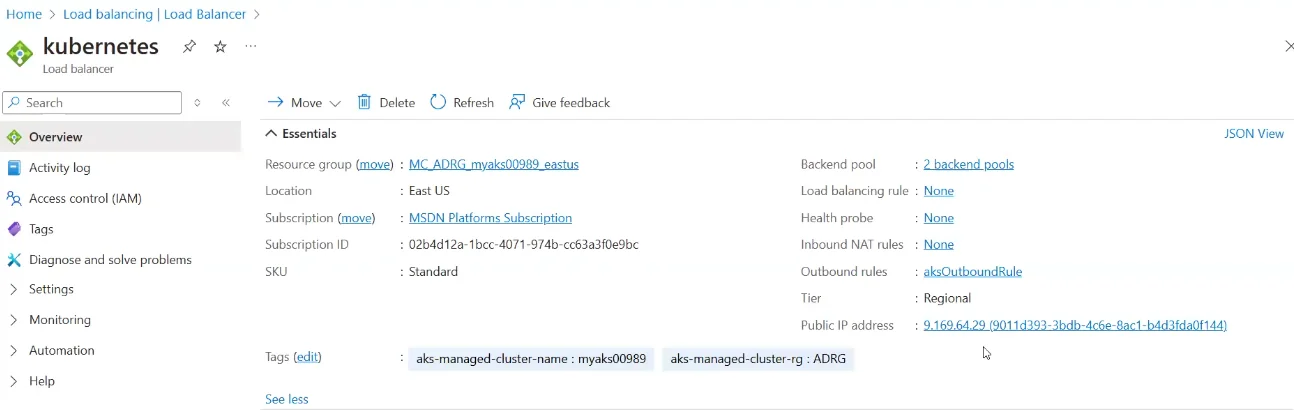 Home > Load balancing | Load Balancer >
kubernetes
Load balancer
Search
Move Delete Refresh Give feedback
Overview
Activity log
Access control (IAM)
Tags
Diagnose and solve problems
Settings
Monitoring
Automation
Help
Essentials
JSON View
Resource group (move) : MC_ADRG_myaks00989_eastus
Location : East US
Subscription (move) : MSDN Platforms Subscription
Subscription ID : 02b4d12a-1bcc-4071-974b-cc63a3f0e9bc
SKU : Standard
Backend pool : 2 backend pools
Load balancing rule : None
Health probe : None
Inbound NAT rules : None
Outbound rules : aksOutboundRule
Tier : Regional
Public IP address : 9.169.64.29 (9011d393-3bdb-4c6e-8ac1-b4d3fda0f144)
Tags (edit) : aks-managed-cluster-name : myaks00989 aks-managed-cluster-rg : ADRG
See less